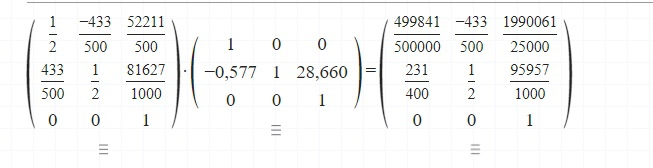 ( 1/2 −433/500 52211/500 ) · ( 1 0 0 ) = ( 499841/500000 −433/500 1990061/25000 )
( 433/500 1/2 81627/1000 ) ( −0,577 1 28,660 ) ( 231/400 1/2 95957/1000 )
( 0 0 1 ) ( 0 0 1 ) ( 0 0 1 )